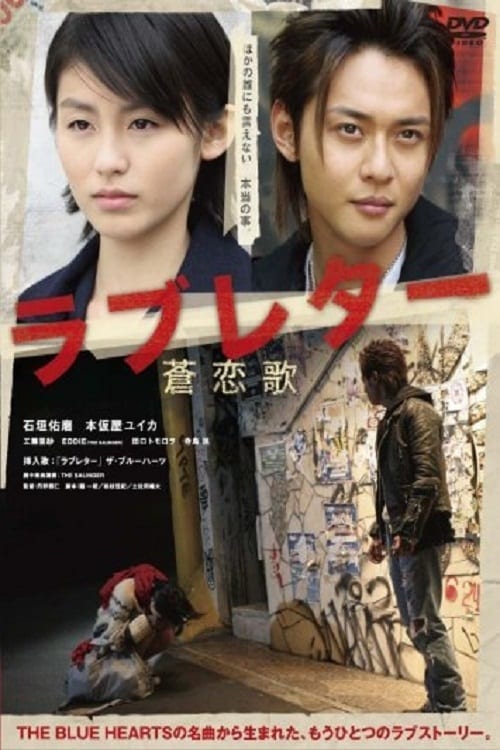 DVD
VIDEO
ほかの誰にも言えない 本当の事。
ラブレター
蒼恋歌
石垣佑磨 本仮屋ユイカ
EDDIE 田口トモロヲ 寺島進
挿入歌:「ラブレター」ザ・ブルーハーツ
THE SALINGER
THE BLUE HEARTSの名曲から生まれた、もうひとつのラブストーリー。